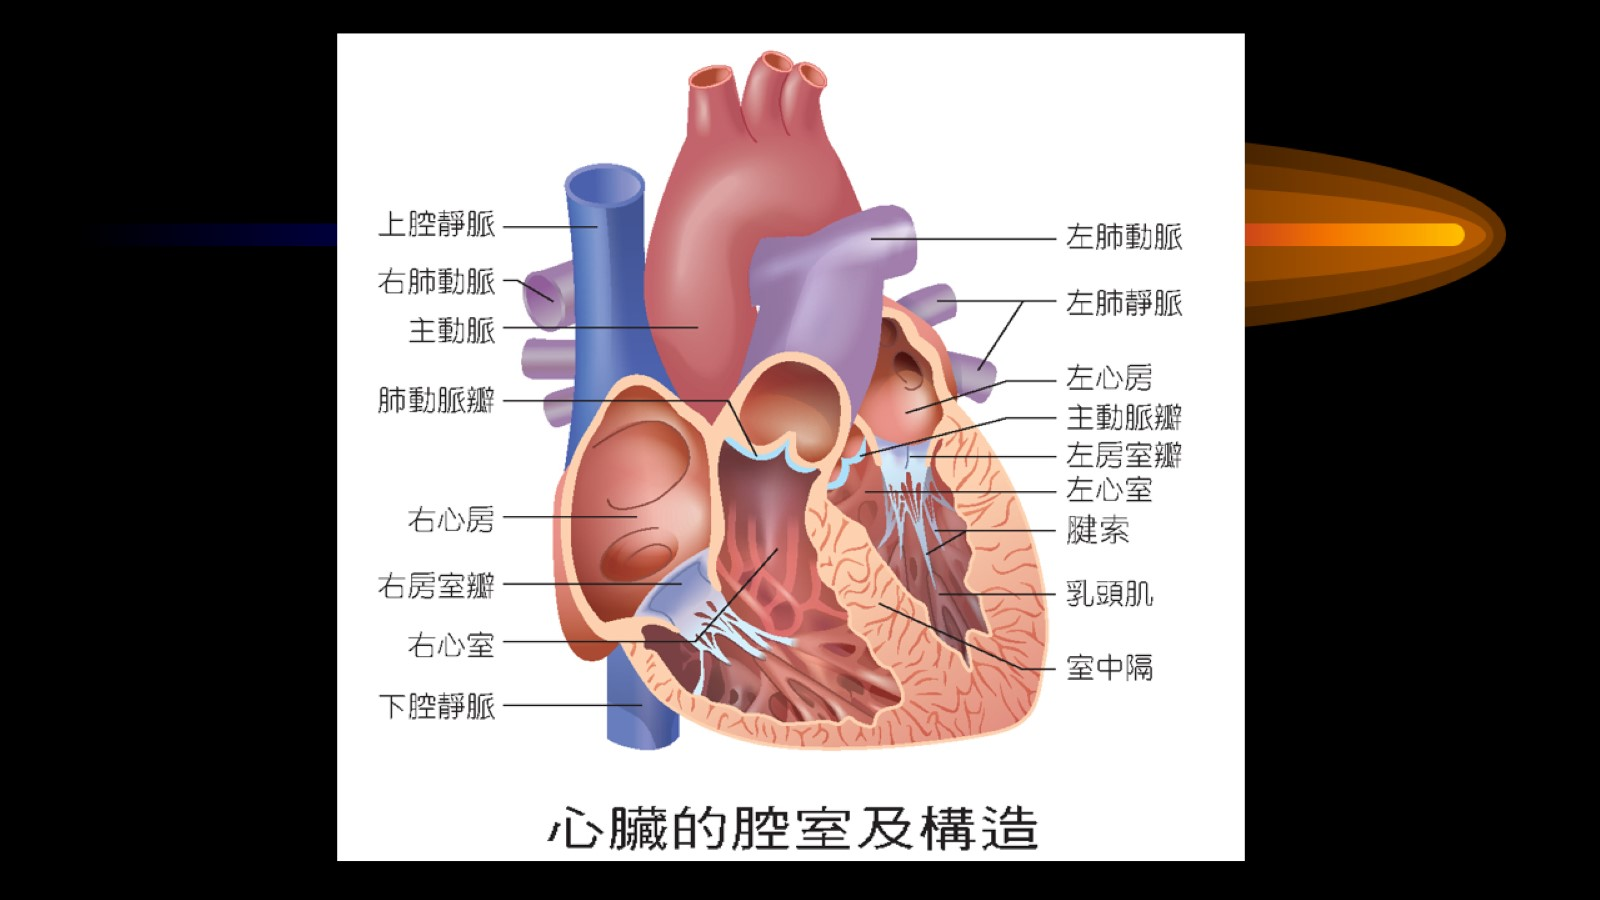 上腔靜脈
右肺動脈
主動脈
肺動脈瓣
右心房
右房室瓣
右心室
下腔靜脈
左肺動脈
左肺靜脈
左心房
主動脈瓣
左房室瓣
左心室
腱索
乳頭肌
室中隔
心臟的腔室及構造